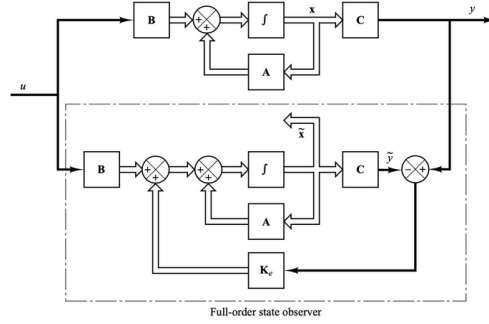 x
y
B
+
+
∫
C
A
u
x̃
B
+
+
+
+
∫
C
ỹ
−
+
A
Kₑ
Full-order state observer